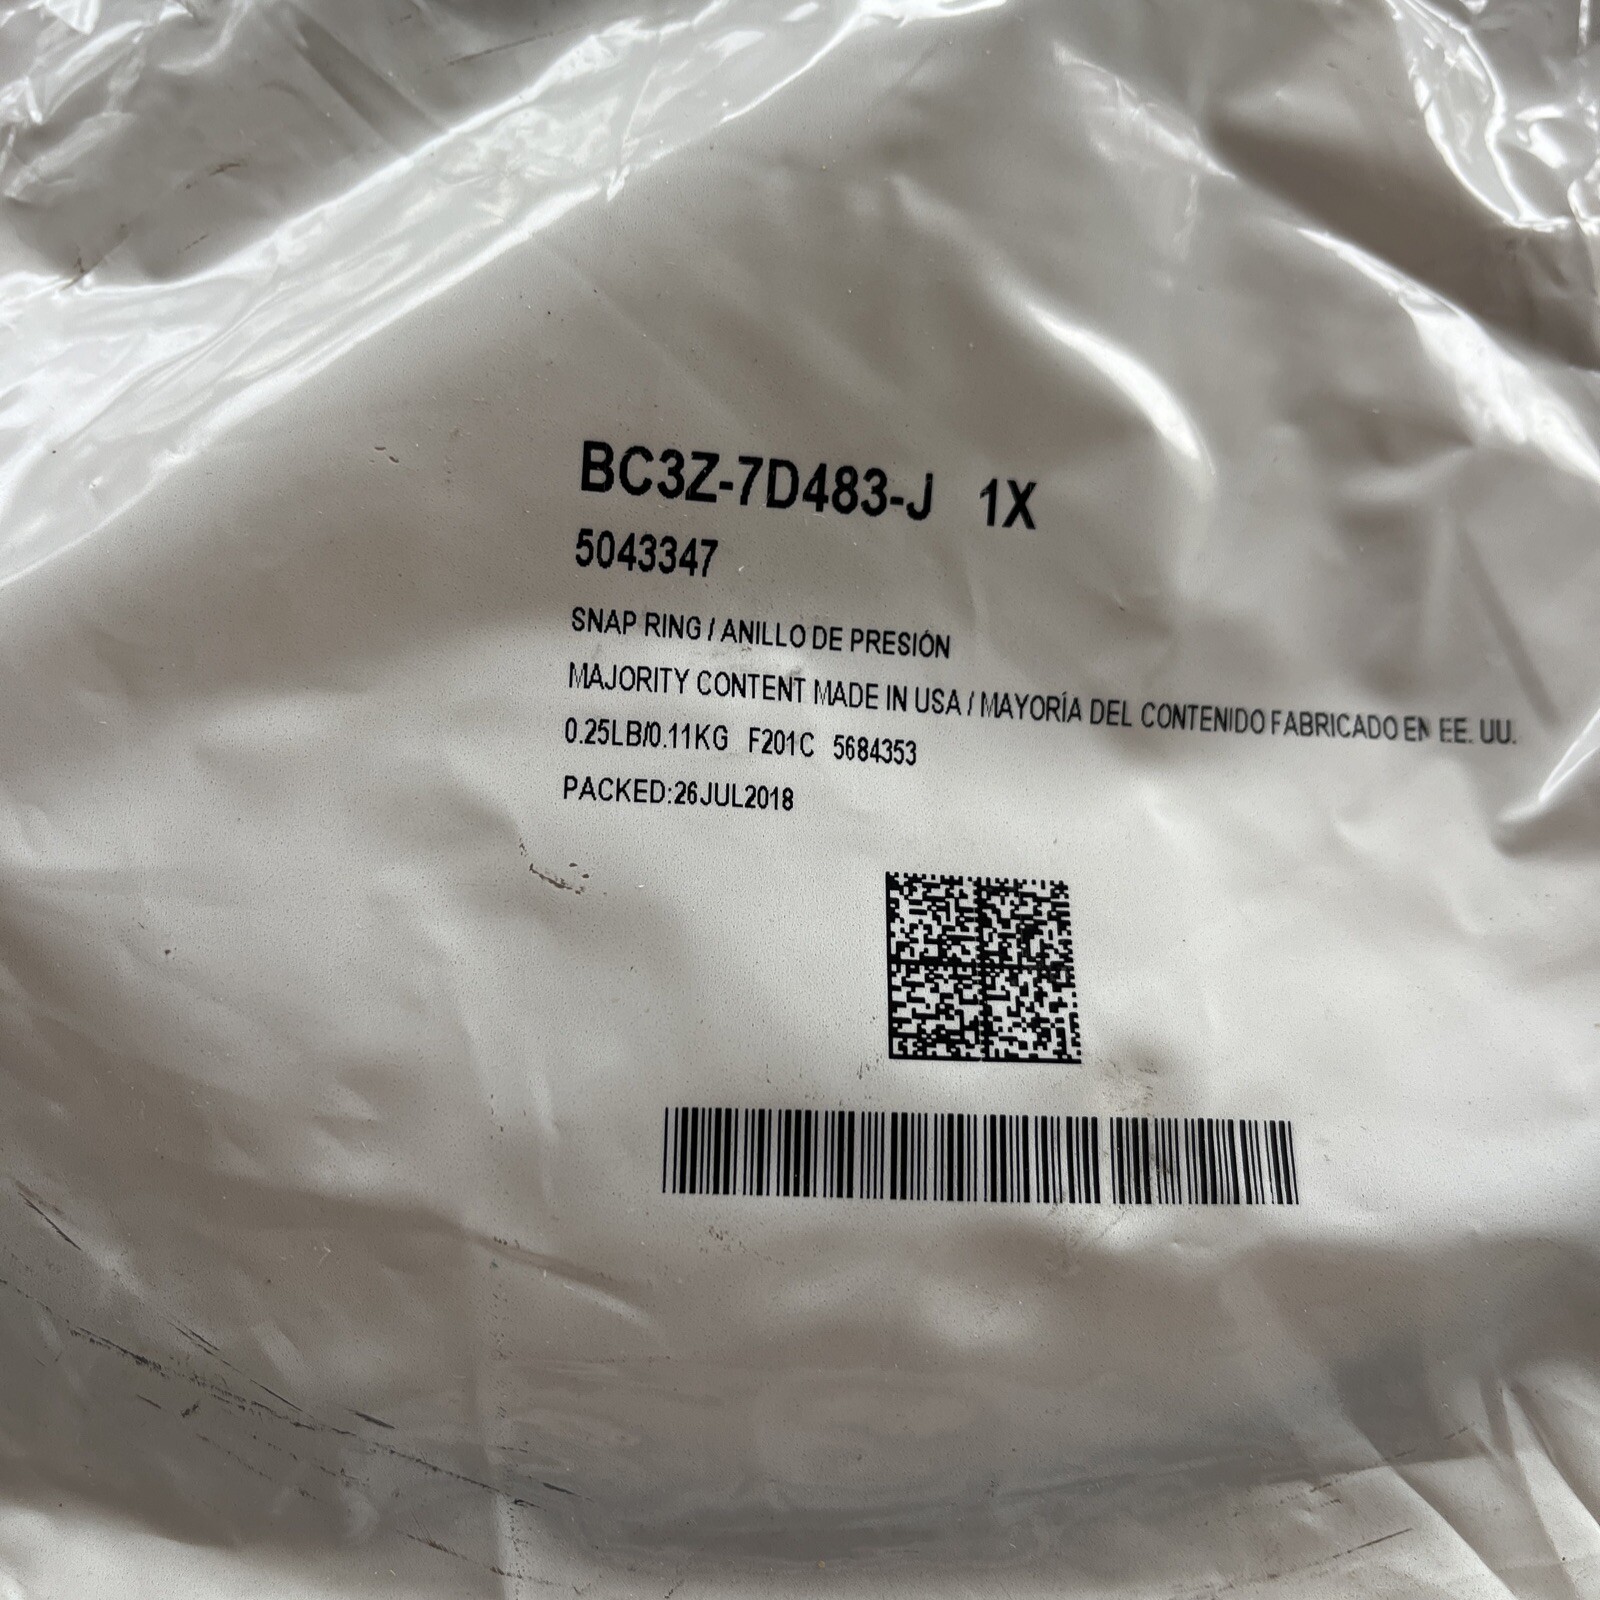 BC3Z-7D483-J 1X
5043347
SNAP RING / ANILLO DE PRESIÓN
MAJORITY CONTENT MADE IN USA / MAYORÍA DEL CONTENIDO FABRICADO EN EE. UU.
0.25LB/0.11KG F201C 5684353
PACKED:26JUL2018